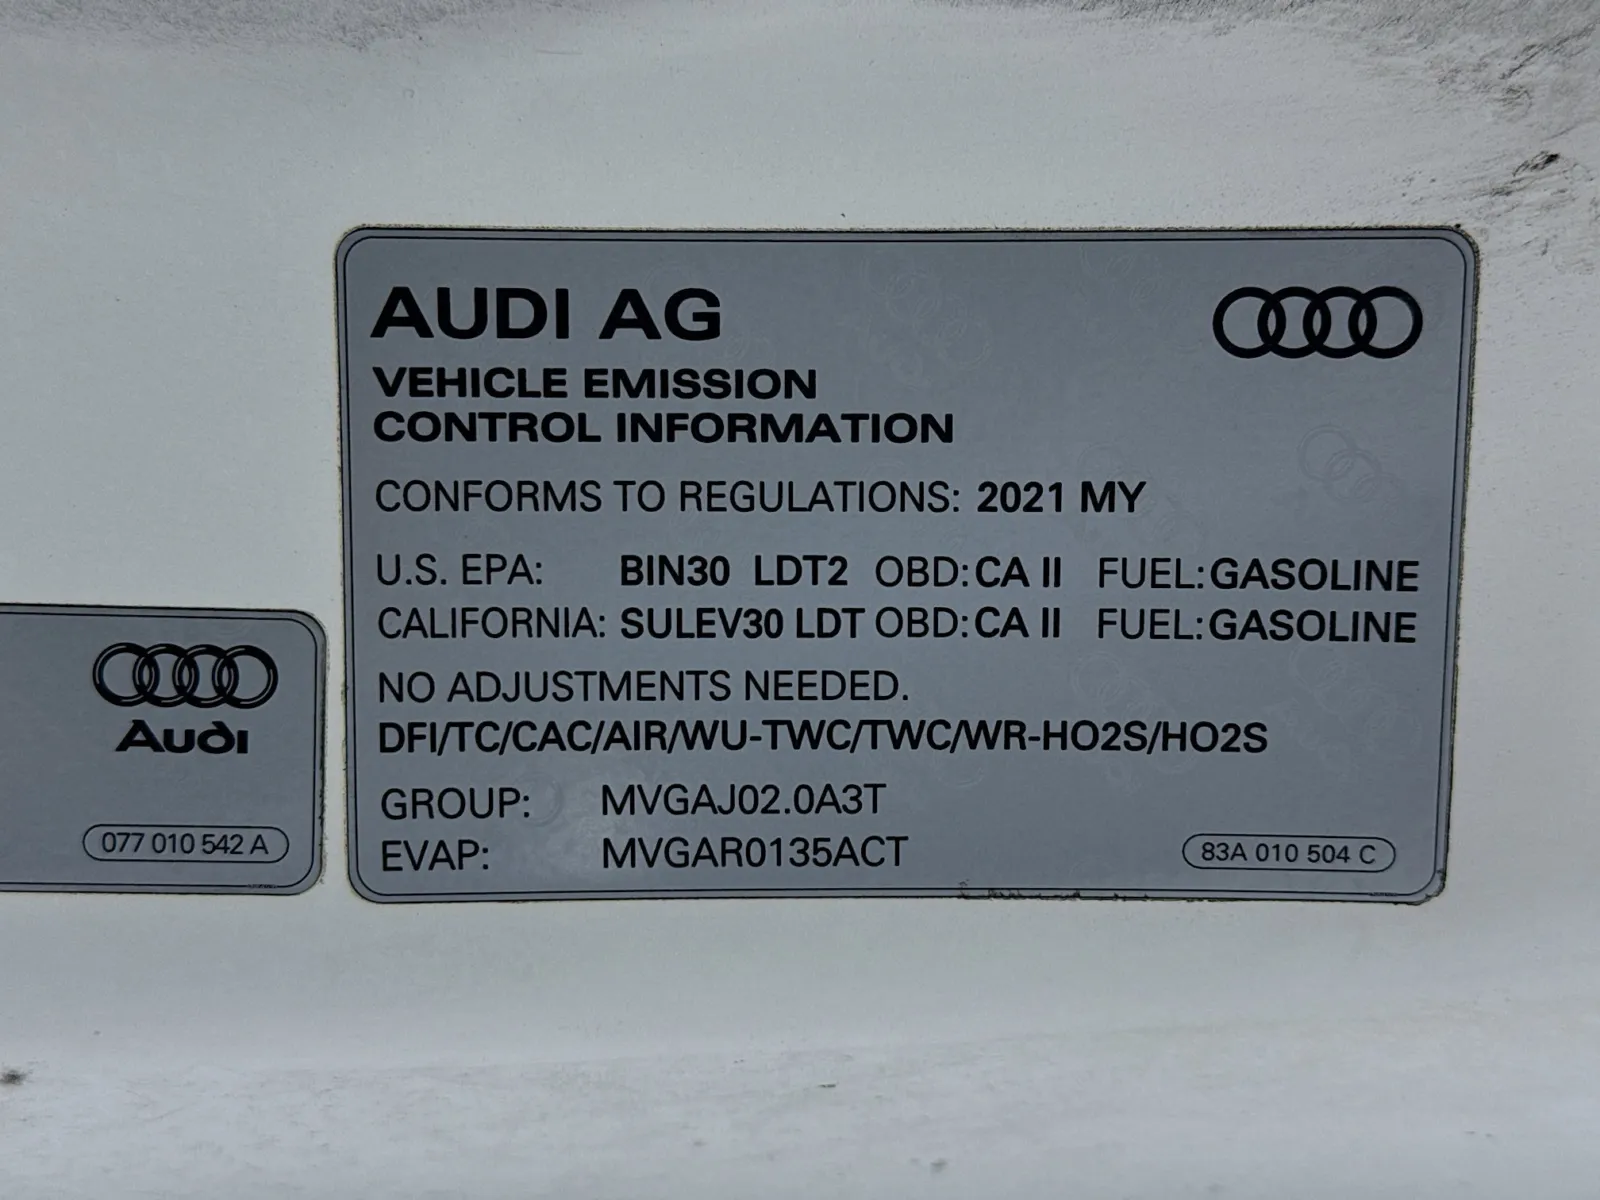 AUDI AG
VEHICLE EMISSION
CONTROL INFORMATION
CONFORMS TO REGULATIONS: 2021 MY
U.S. EPA: BIN30 LDT2 OBD: CA II FUEL: GASOLINE
CALIFORNIA: SULEV30 LDT OBD: CA II FUEL: GASOLINE
NO ADJUSTMENTS NEEDED.
DFI/TC/CAC/AIR/WU-TWC/TWC/WR-HO2S/HO2S
GROUP: MVGAJ02.0A3T
EVAP: MVGAR0135ACT
83A 010 504 C
Audi
077 010 542 A